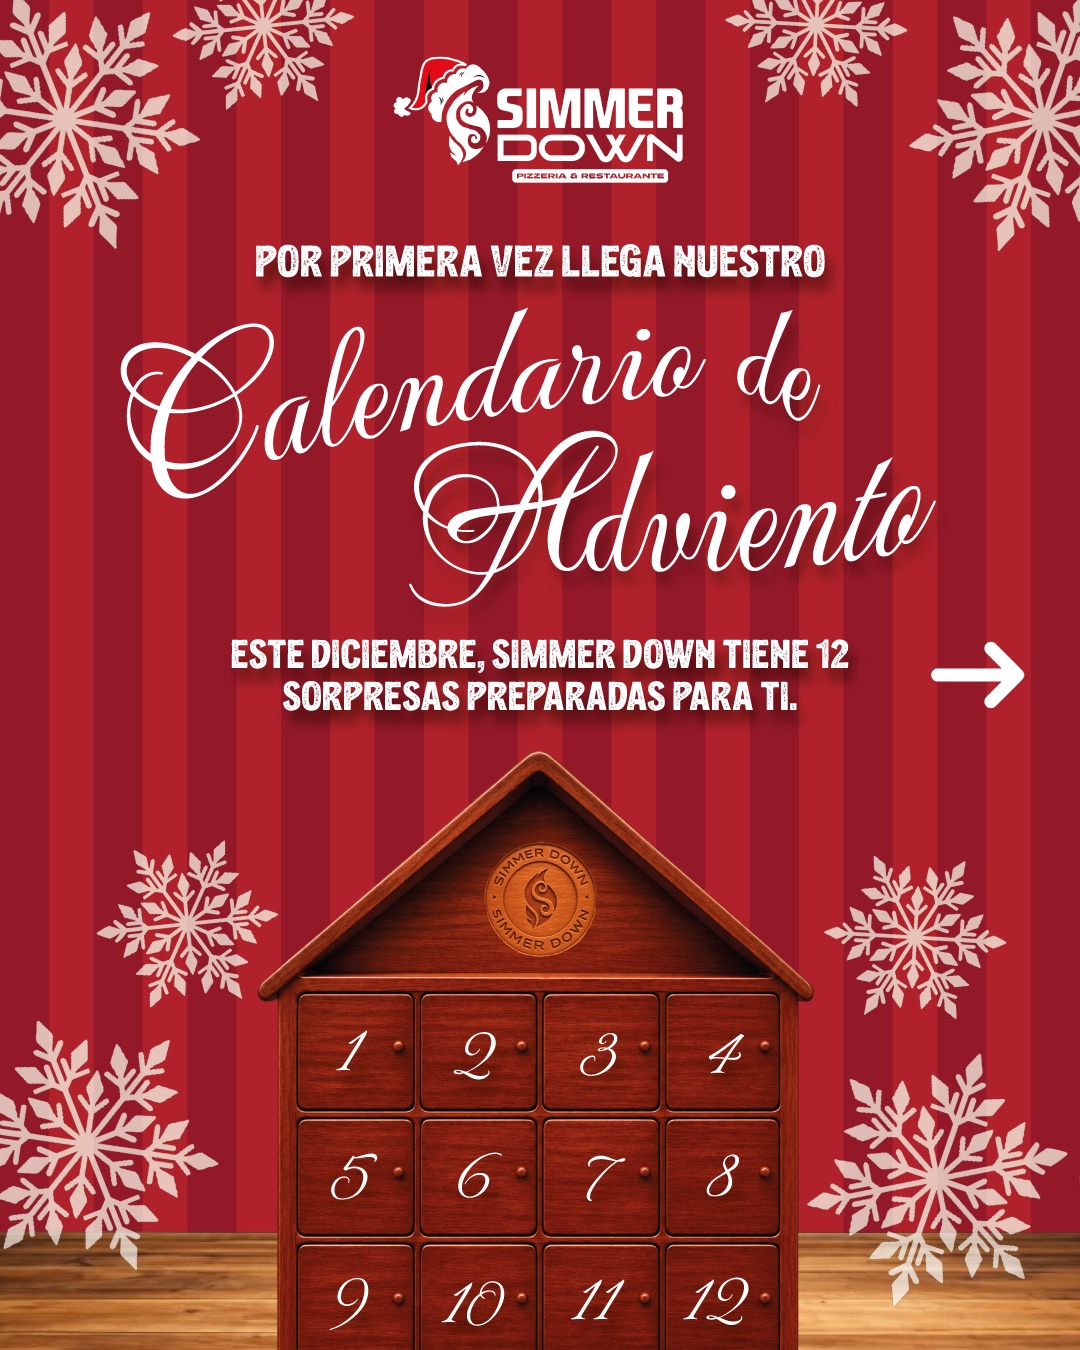 SIMMER
DOWN
PIZZERIA & RESTAURANTE
POR PRIMERA VEZ LLEGA NUESTRO
Calendario de
Adviento
ESTE DICIEMBRE, SIMMER DOWN TIENE 12
SORPRESAS PREPARADAS PARA TI.
SIMMER DOWN
SIMMER DOWN
1 2 3 4
5 6 7 8
9 10 11 12